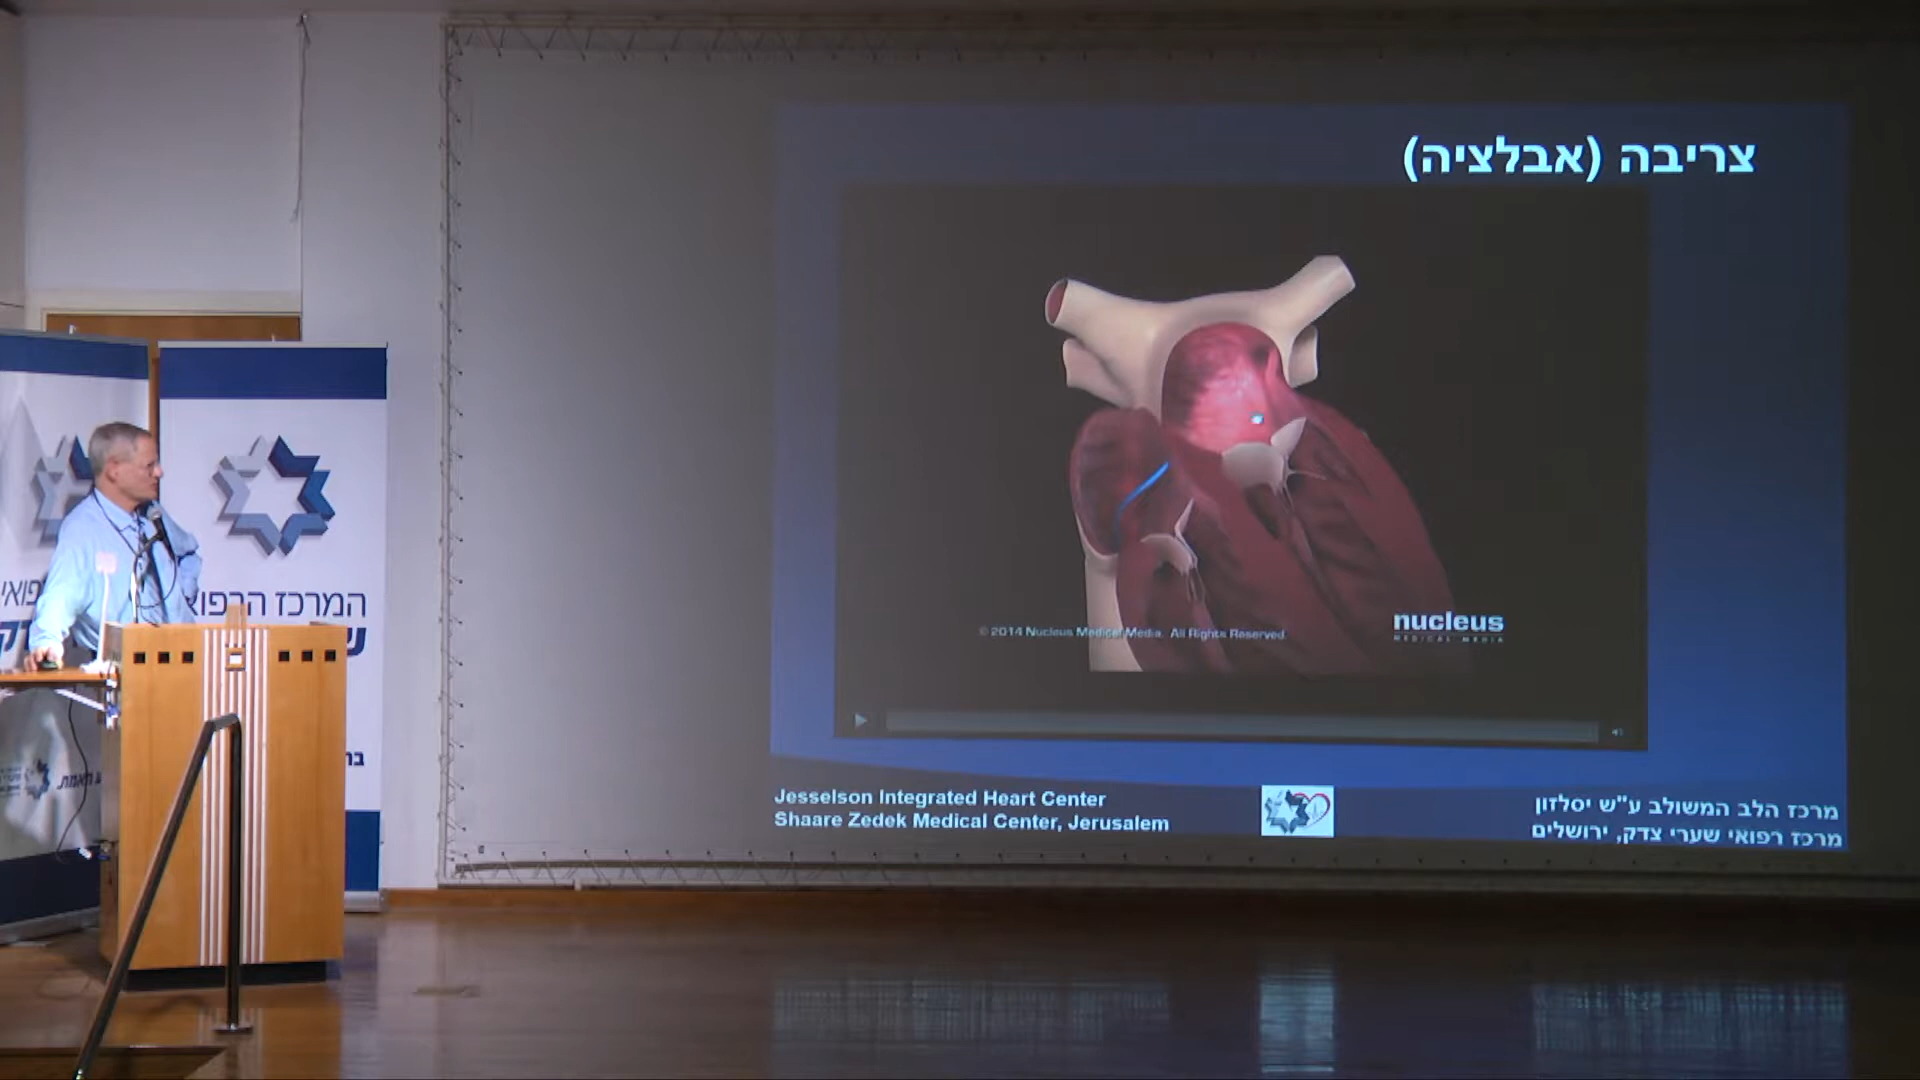 צריבה (אבלציה)
© 2014 Nucleus Medical Media. All Rights Reserved.
nucleus
MEDICAL MEDIA
Jesselson Integrated Heart Center
Shaare Zedek Medical Center, Jerusalem
מרכז הלב המשולב ע"ש יסלזון
מרכז רפואי שערי צדק, ירושלים
המרכז הרפוא